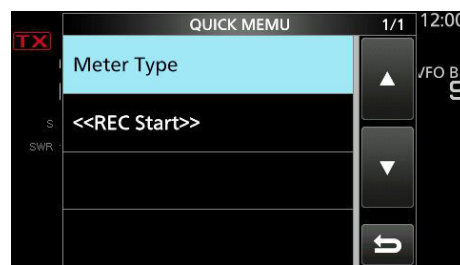 QUICK MEMU 1/1 12:00
TX
Meter Type
VFO B
<<REC Start>>
S
SWR